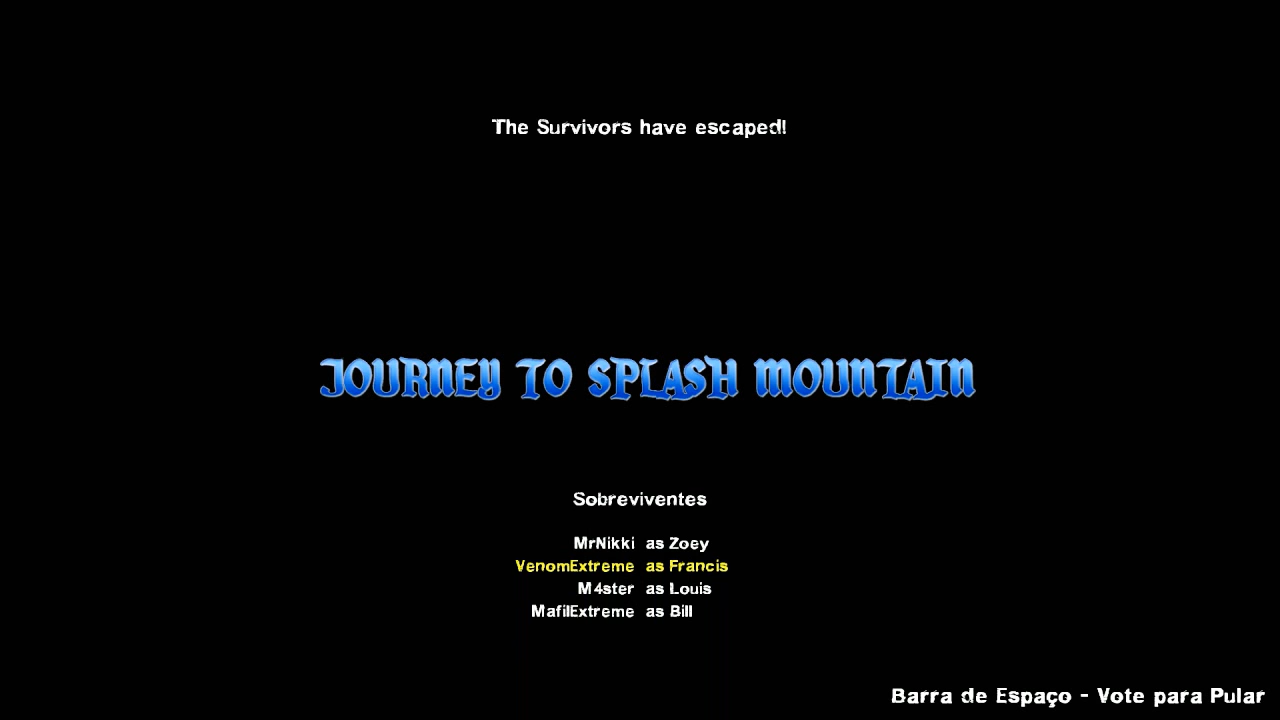 The Survivors have escaped!
JOURNEY TO SPLASH MOUNTAIN
Sobreviventes
MrNikki as Zoey
VenomExtreme as Francis
M4ster as Louis
MafilExtreme as Bill
Barra de Espaço - Vote para Pular